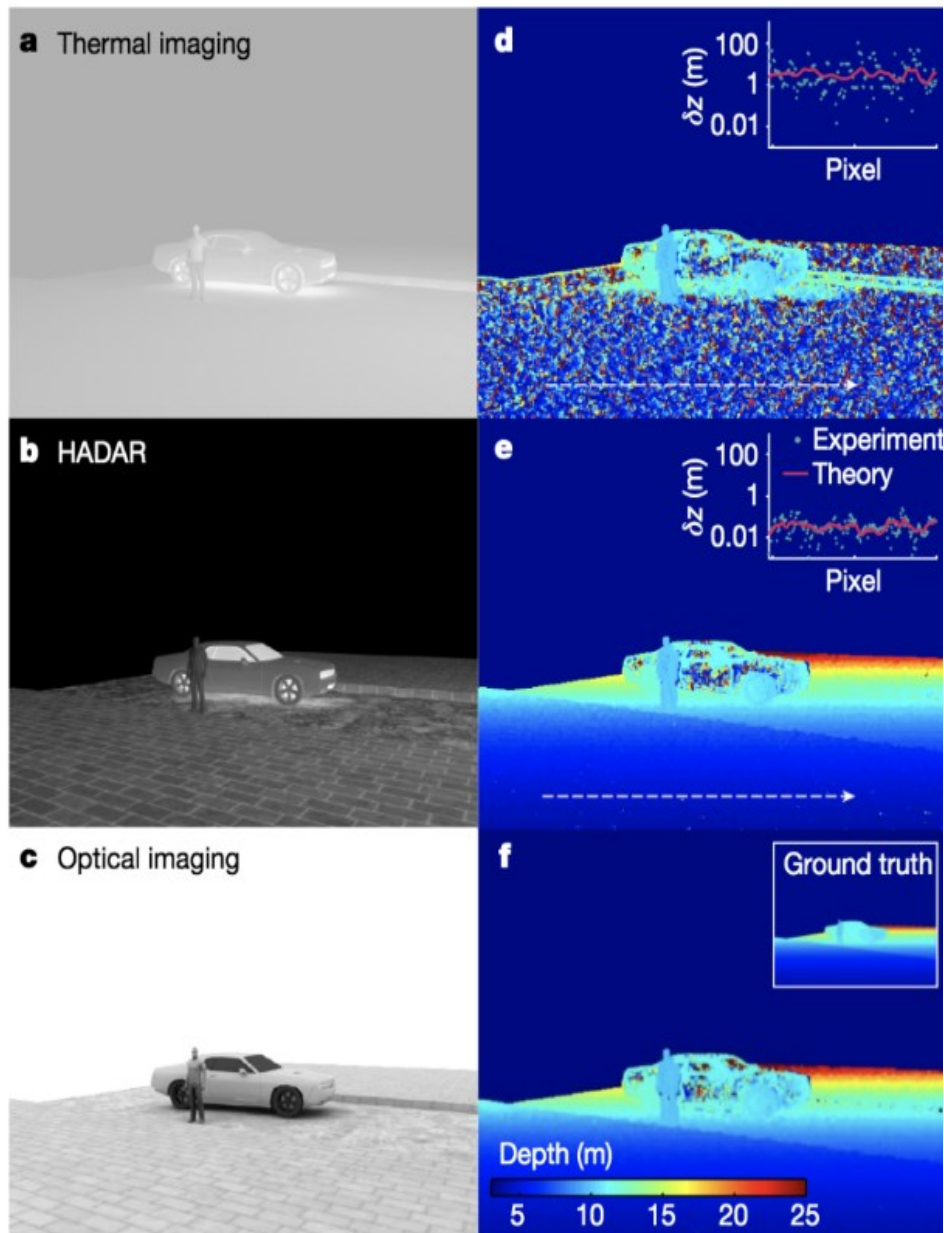 a Thermal imaging
d
100
1
0.01
δz (m)
Pixel
b HADAR
e
Experiment
Theory
100
1
0.01
δz (m)
Pixel
c Optical imaging
f
Ground truth
Depth (m)
5 10 15 20 25